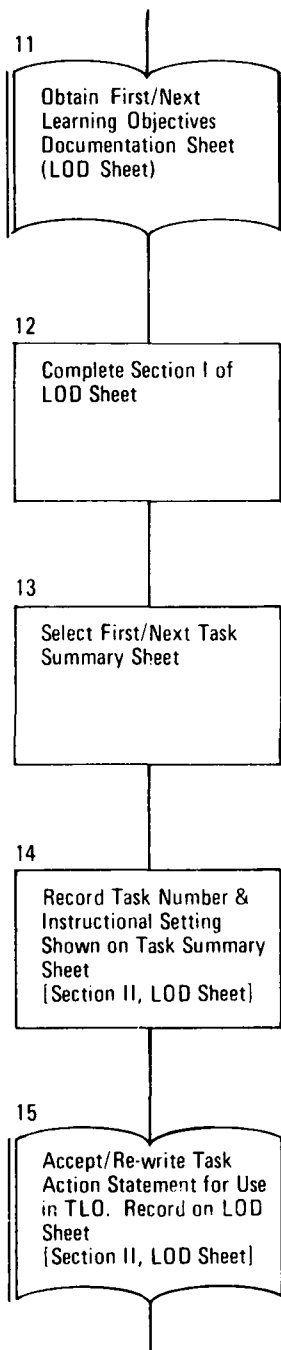 11
Obtain First/Next
Learning Objectives
Documentation Sheet
(LOD Sheet)
12
Complete Section I of
LOD Sheet
13
Select First/Next Task
Summary Sheet
14
Record Task Number &
Instructional Setting
Shown on Task Summary
Sheet
[Section II, LOD Sheet]
15
Accept/Re-write Task
Action Statement for Use
in TLO. Record on LOD
Sheet
[Section II, LOD Sheet]